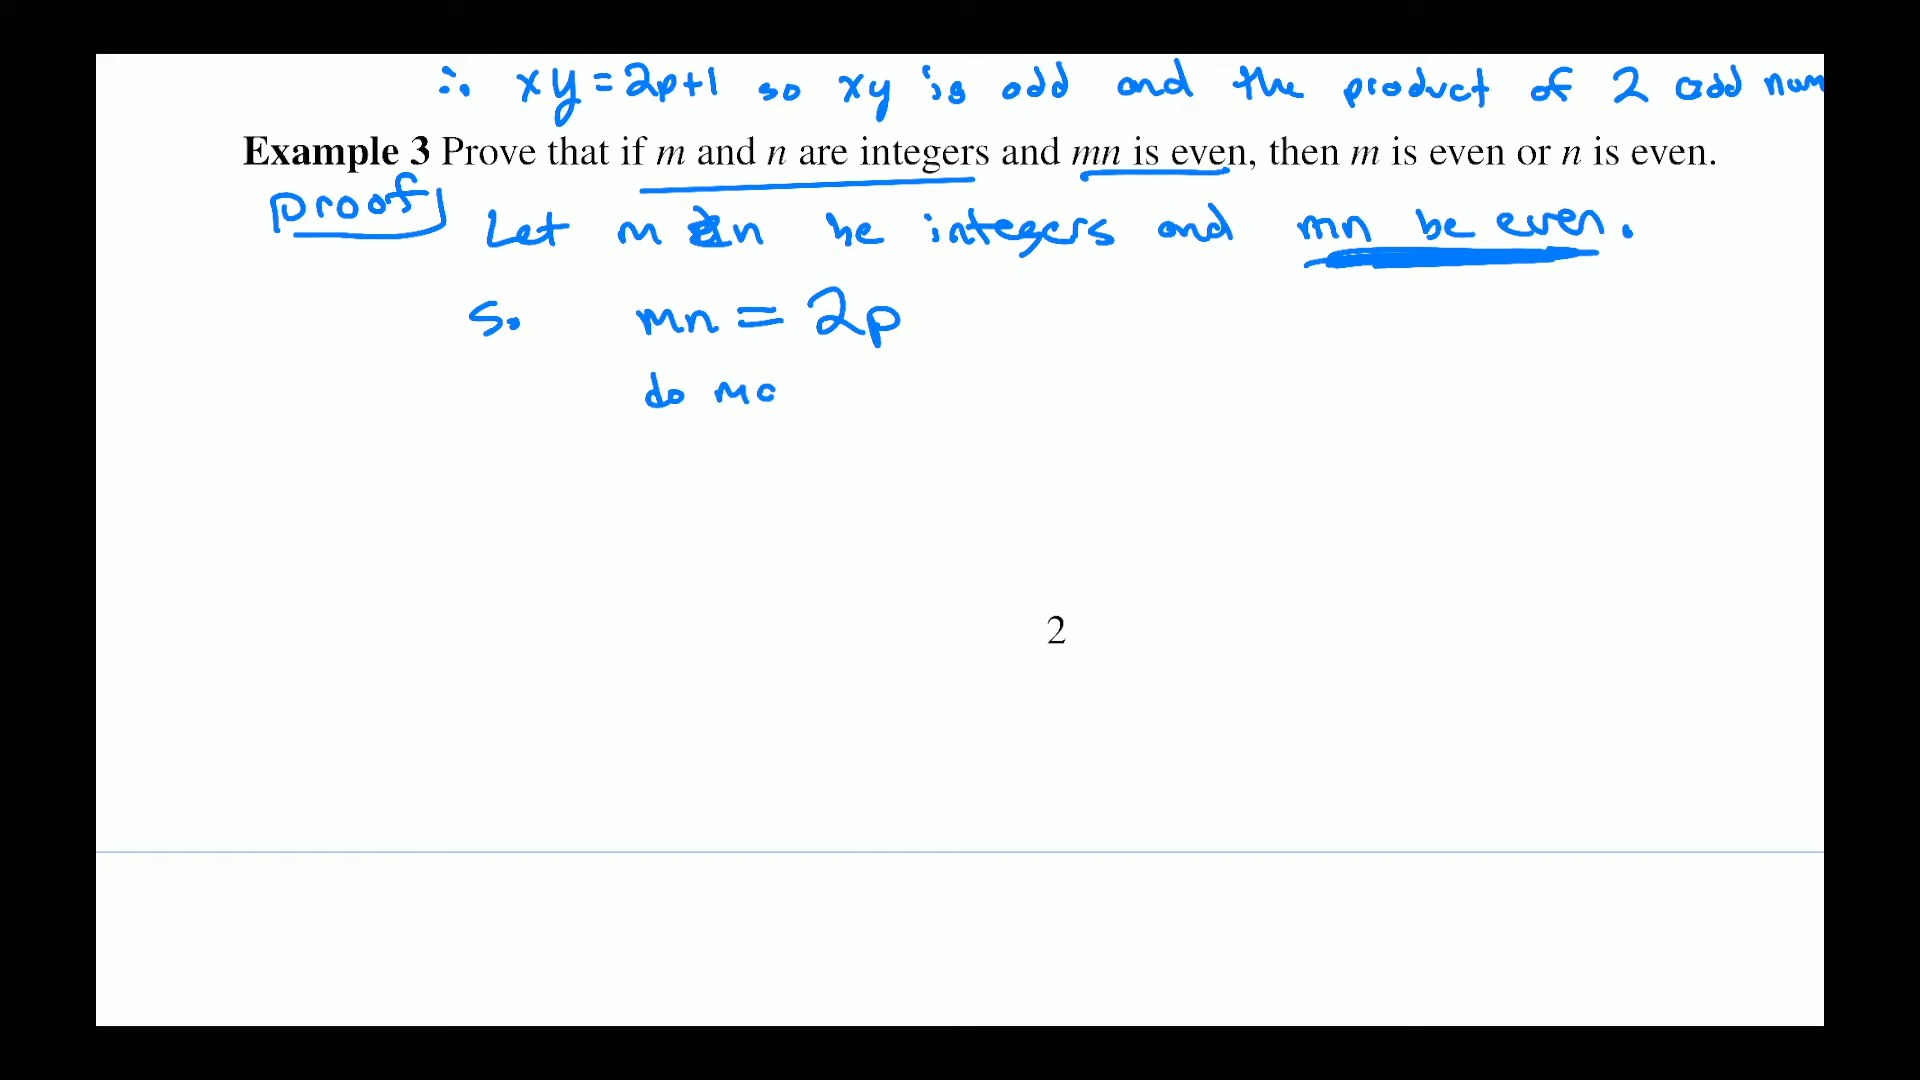 ∴ xy = 2p+1 so xy is odd and the product of 2 odd num
Example 3 Prove that if m and n are integers and mn is even, then m is even or n is even.
Proof
Let m & n be integers and mn be even.
So mn = 2p
do mc
2